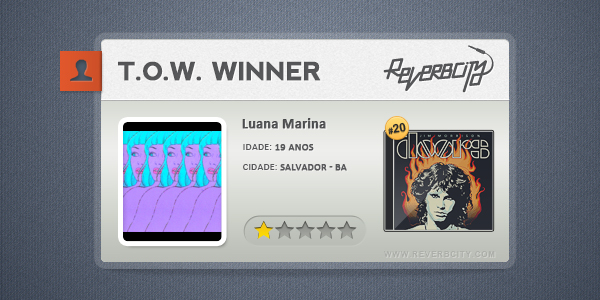 T.O.W. WINNER
REVERBCITY
Luana Marina
IDADE: 19 ANOS
CIDADE: SALVADOR - BA
#20
JIM MORRISON
DOORS
WWW.REVERBCITY.COM